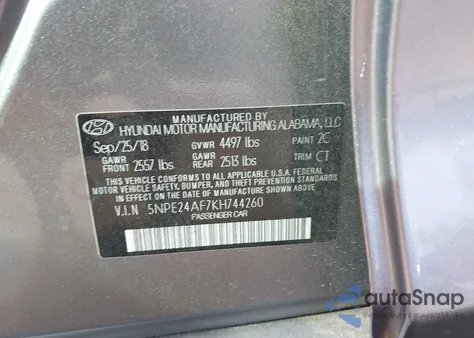 MANUFACTURED BY
HYUNDAI MOTOR MANUFACTURING ALABAMA, LLC
Sep/25/18 GVWR 4497 lbs PAINT 2C
GAWR FRONT 2557 lbs GAWR REAR 2513 lbs TRIM CT
THIS VEHICLE CONFORMS TO ALL APPLICABLE FEDERAL
MOTOR VEHICLE SAFETY, BUMPER, AND THEFT PREVENTION
STANDARDS IN EFFECT ON THE DATE OF MANUFACTURE
SHOWN ABOVE.
V.I.N 5NPE24AF7KH744260
PASSENGER CAR
autoSnap